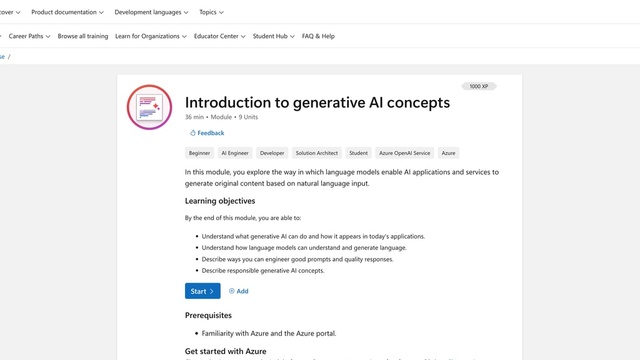 Product documentation Development languages Topics
Career Paths Browse all training Learn for Organizations Educator Center Student Hub FAQ & Help
/
1000 XP
Introduction to generative AI concepts
36 min • Module • 9 Units
Feedback
Beginner AI Engineer Developer Solution Architect Student Azure OpenAI Service Azure
In this module, you explore the way in which language models enable AI applications and services to
generate original content based on natural language input.
Learning objectives
By the end of this module, you are able to:
• Understand what generative AI can do and how it appears in today's applications.
• Understand how language models can understand and generate language.
• Describe ways you can engineer good prompts and quality responses.
• Describe responsible generative AI concepts.
Start Add
Prerequisites
• Familiarity with Azure and the Azure portal.
Get started with Azure